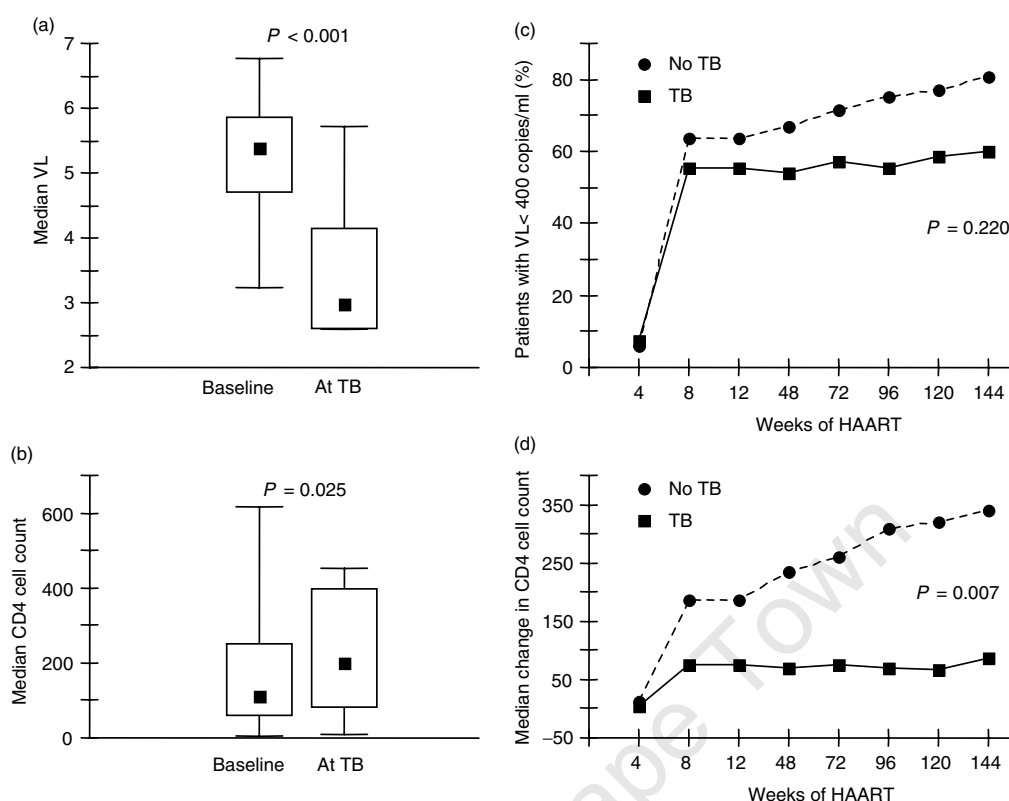 (a)
P < 0.001
7
6
5
4
3
2
Median VL
Baseline
At TB
(b)
P = 0.025
600
400
200
0
Median CD4 cell count
Baseline
At TB
(c)
No TB
TB
80
60
40
20
0
Patients with VL< 400 copies/ml (%)
P = 0.220
4 8 12 48 72 96 120 144
Weeks of HAART
(d)
No TB
TB
350
250
150
50
−50
Median change in CD4 cell count
P = 0.007
4 8 12 48 72 96 120 144
Weeks of HAART
Town